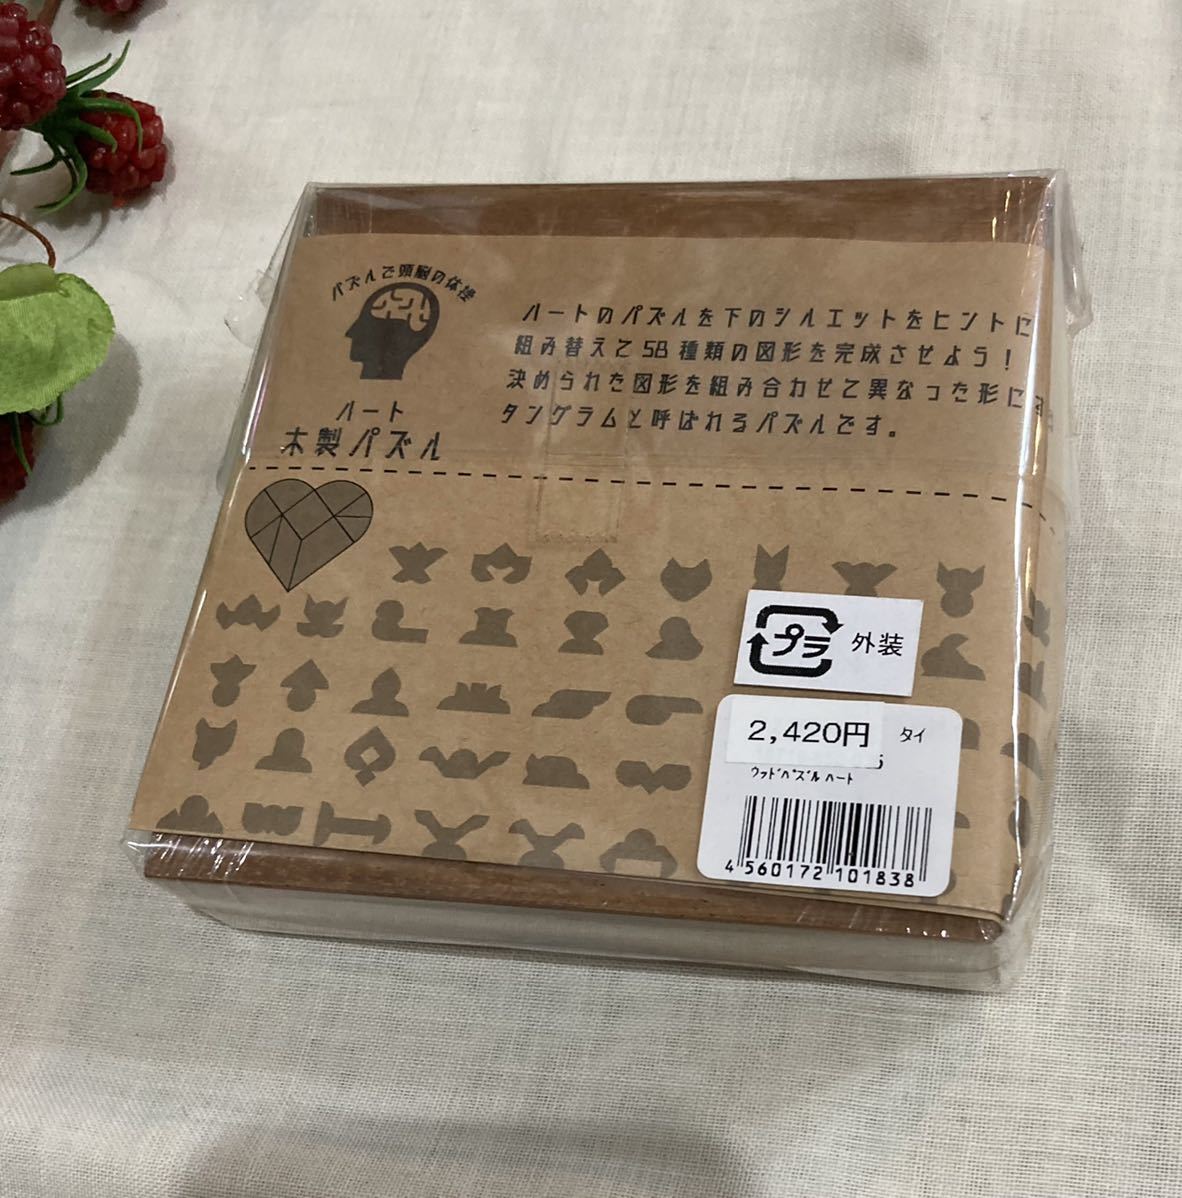 パズルで頭脳の体操
ハート
木製パズル
ハートのパズルを下のシルエットをヒントに
組み替えて58種類の図形を完成させよう!
決められた図形を組み合わせて異なった形に
タングラムと呼ばれるパズルです。
プラ 外装
2,420円 タイ
ウッドパズル ハート
4 560172 101838